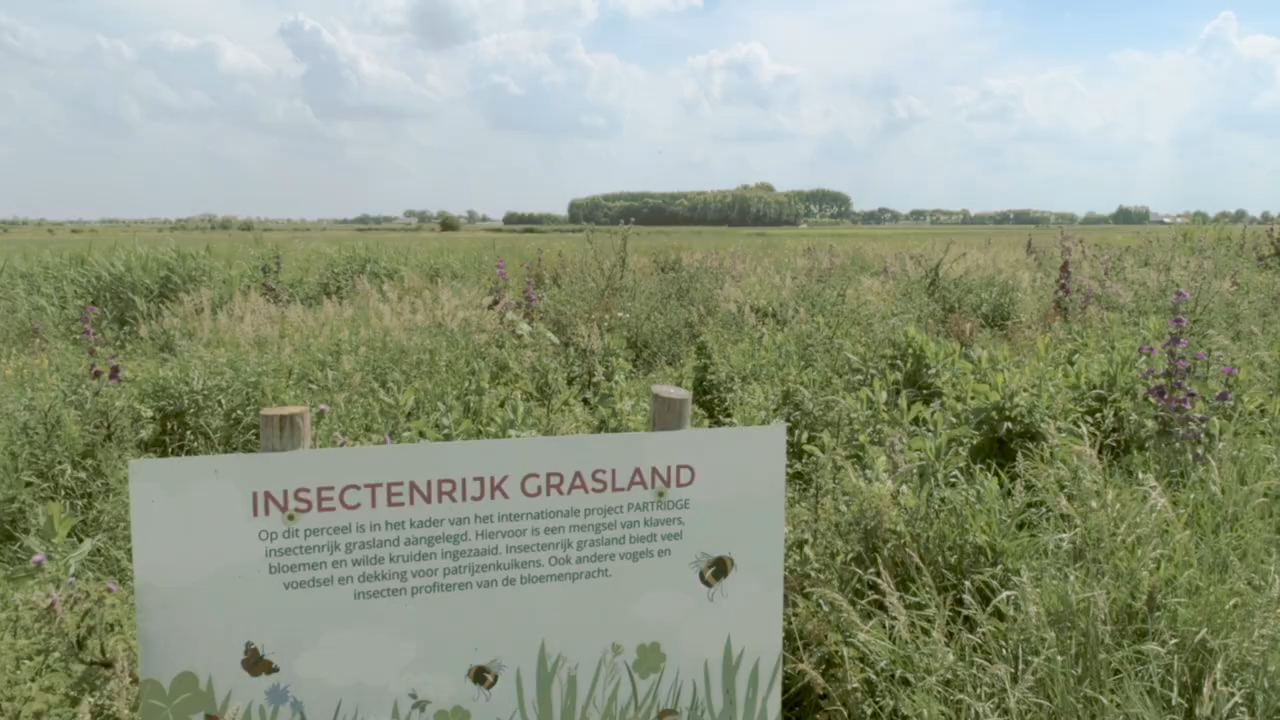 INSECTENRIJK GRASLAND
Op dit perceel is in het kader van het internationale project PARTRIDGE
insectenrijk grasland aangelegd. Hiervoor is een mengsel van klavers,
bloemen en wilde kruiden ingezaaid. Insectenrijk grasland biedt veel
voedsel en dekking voor patrijzenkuikens. Ook andere vogels en
insecten profiteren van de bloemenpracht.